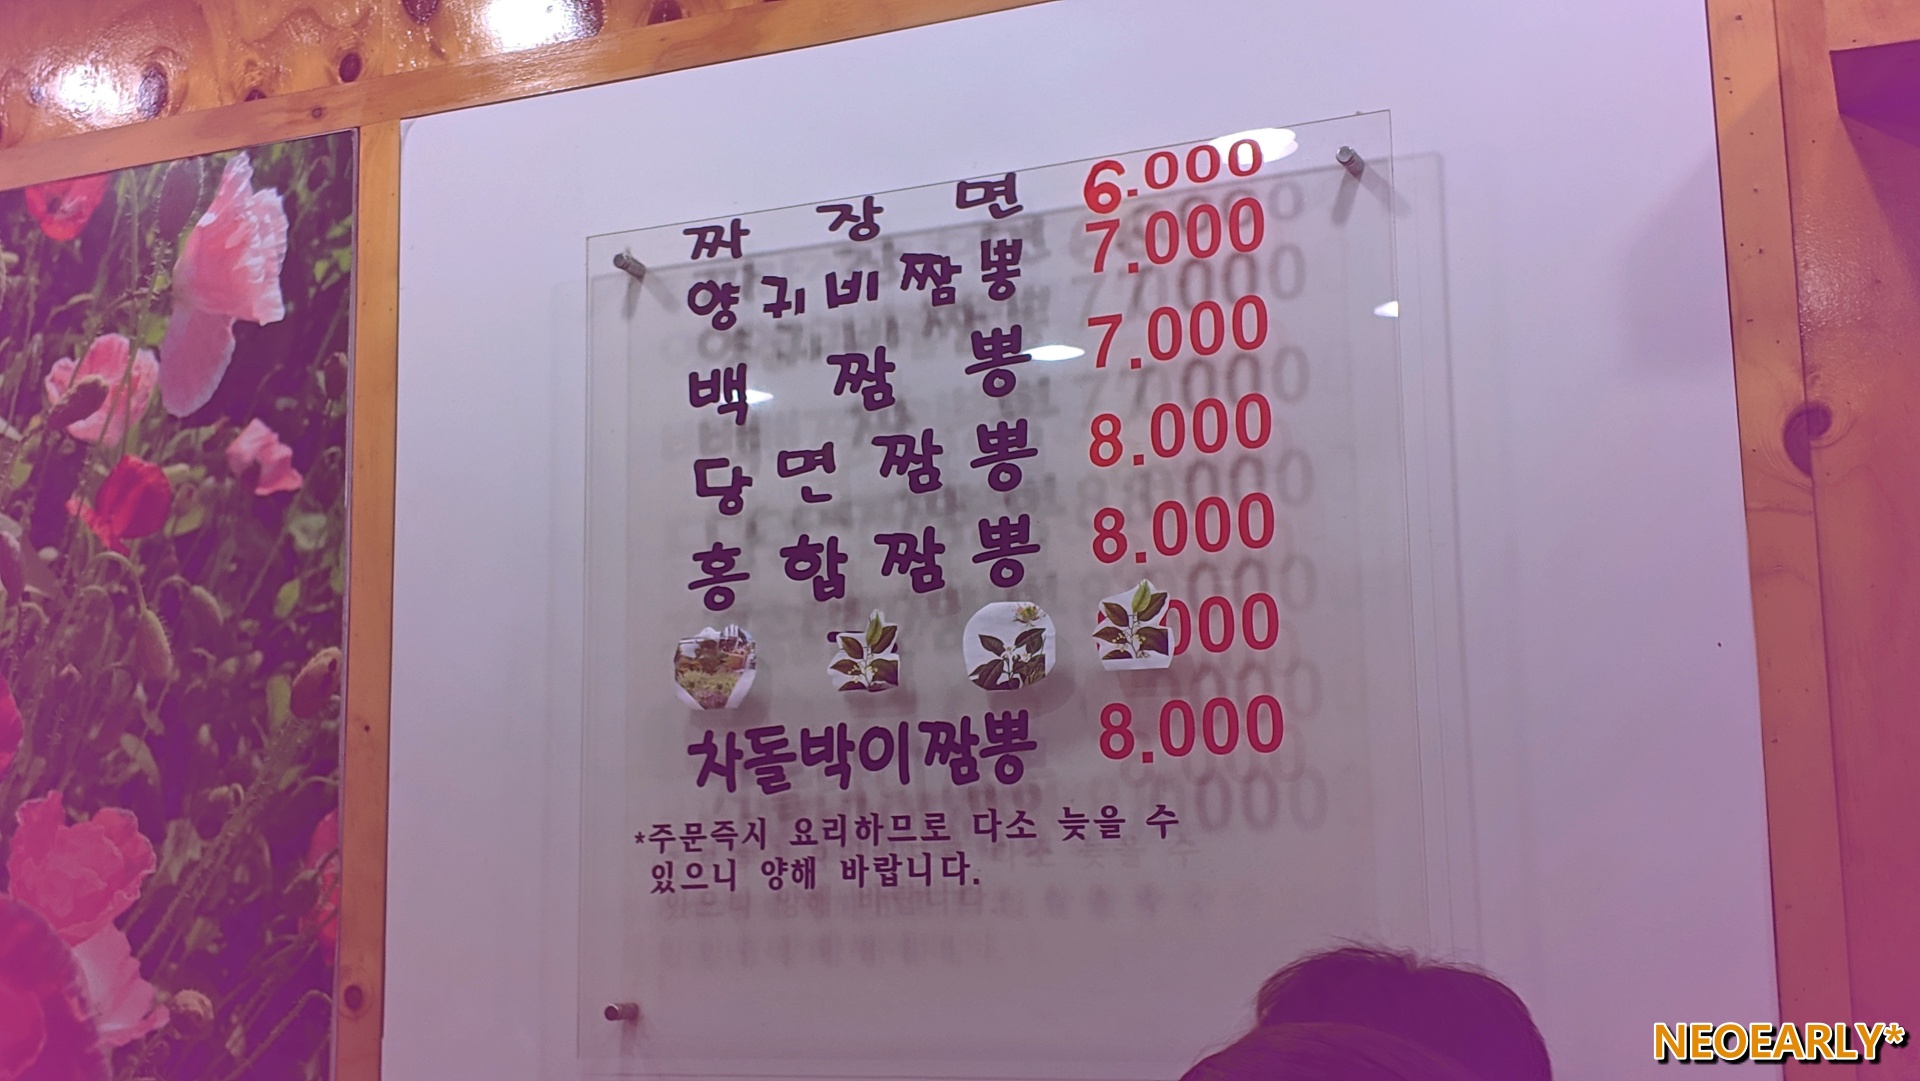 짜장면 6.000
양귀비짬뽕 7.000
백짬뽕 7.000
당면짬뽕 8.000
홍합짬뽕 8.000
000
차돌박이짬뽕 8.000
*주문즉시 요리하므로 다소 늦을 수
있으니 양해 바랍니다.
NEOEARLY*